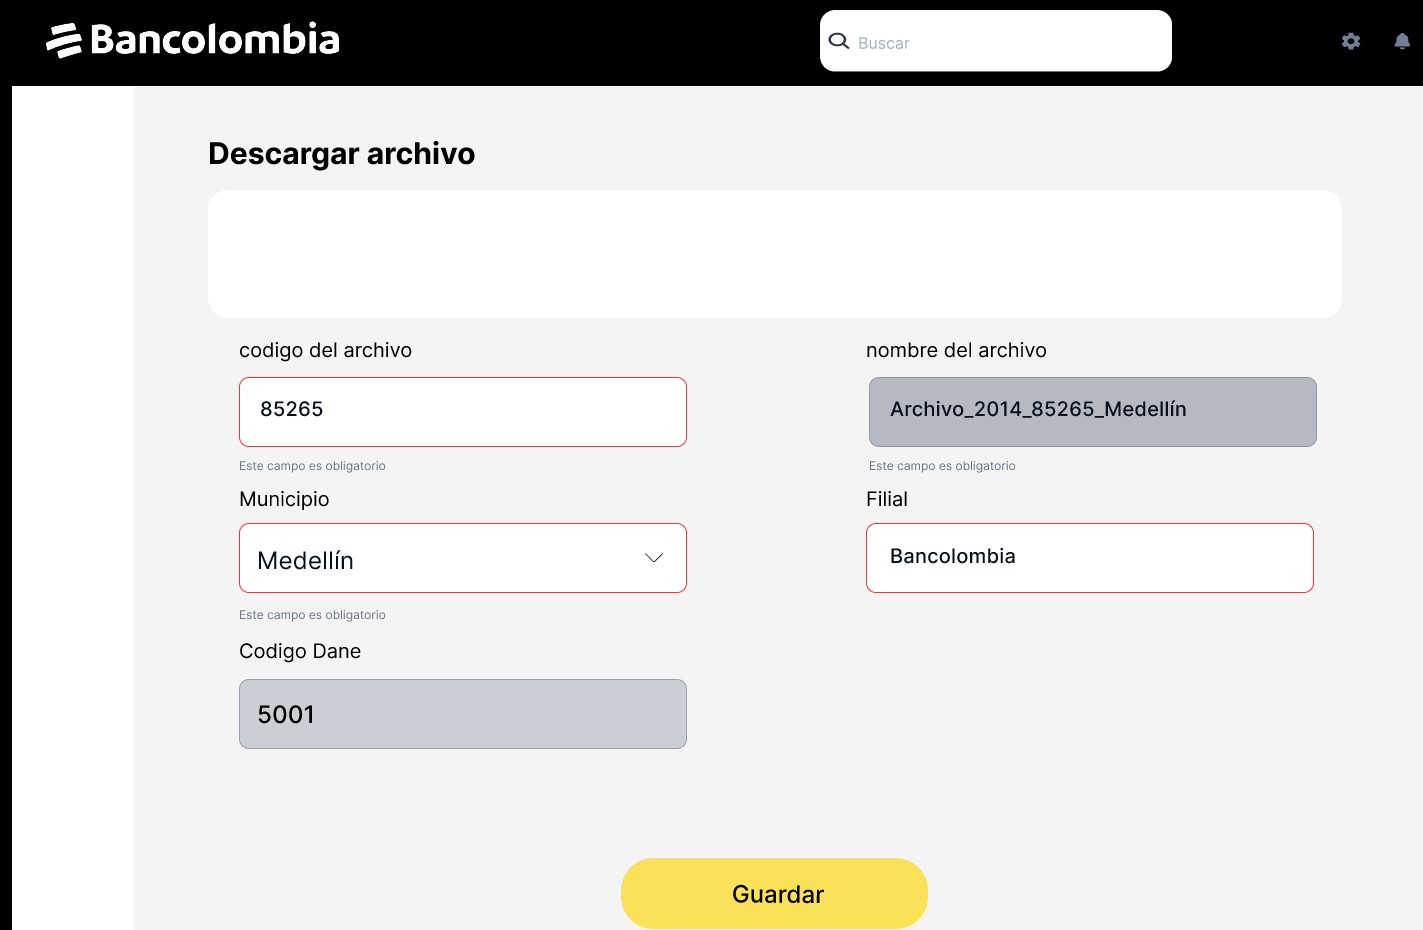 Bancolombia
Buscar
Descargar archivo
codigo del archivo
nombre del archivo
85265
Archivo_2014_85265_Medellín
Este campo es obligatorio
Este campo es obligatorio
Municipio
Filial
Medellín
Bancolombia
Este campo es obligatorio
Codigo Dane
5001
Guardar